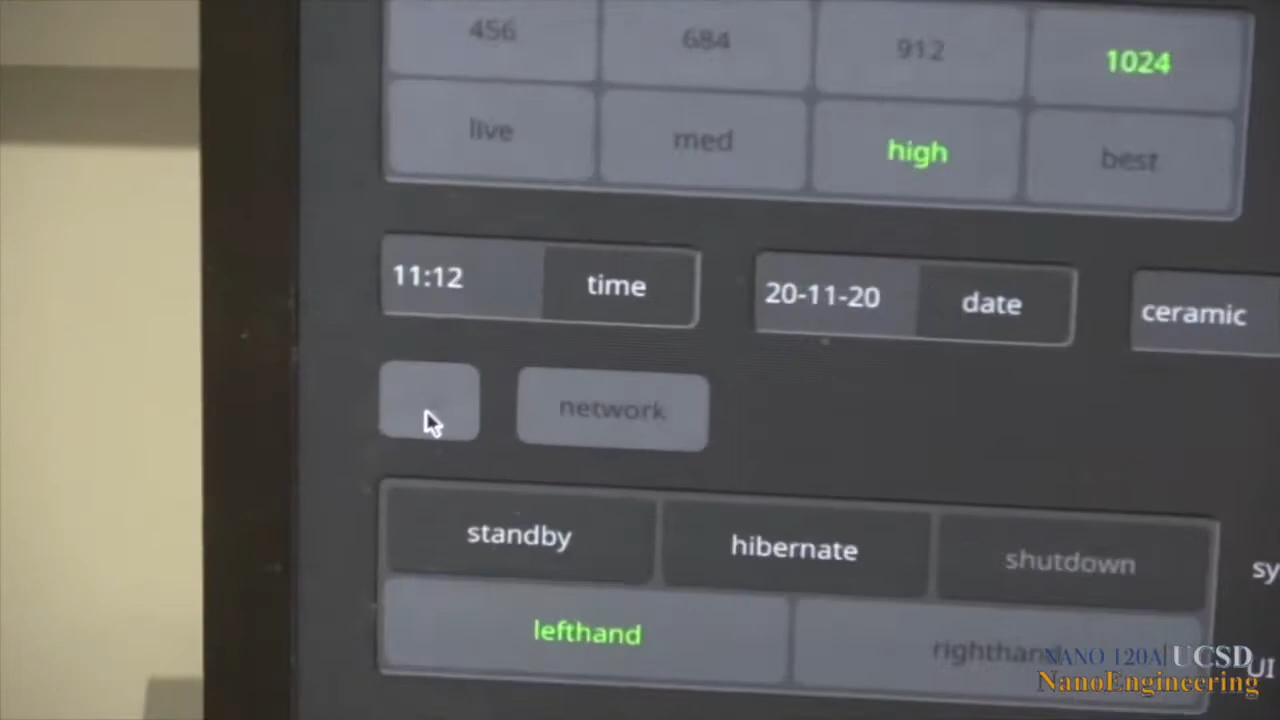 456 684 912 1024
live med high best
11:12 time 20-11-20 date ceramic
network
standby hibernate shutdown
lefthand righthand
NANO 120A UCSD
NanoEngineering